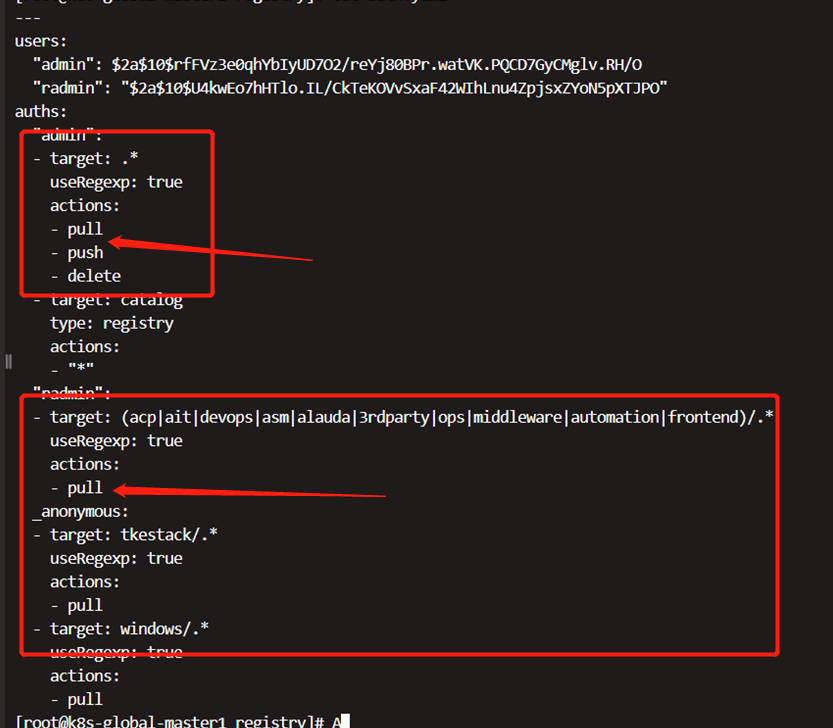 ---
users:
  "admin": $2a$10$rfFVz3e0qhYbIyUD7O2/reYj80BPr.watVK.PQCD7GyCMglv.RH/O
  "radmin": "$2a$10$U4kwEo7hHTlo.IL/CkTeKOVvSxaF42WIhLnu4ZpjsxZYoN5pXTJPO"
auths:
  "admin":
  - target: .*
    useRegexp: true
    actions:
    - pull
    - push
    - delete
  - target: catalog
    type: registry
    actions:
    - "*"
  "radmin":
  - target: (acp|ait|devops|asm|alauda|3rdparty|ops|middleware|automation|frontend)/.*
    useRegexp: true
    actions:
    - pull
  _anonymous:
  - target: tkestack/.*
    useRegexp: true
    actions:
    - pull
  - target: windows/.*
    useRegexp: true
    actions:
    - pull
[root@k8s-global-master1 registry]# A